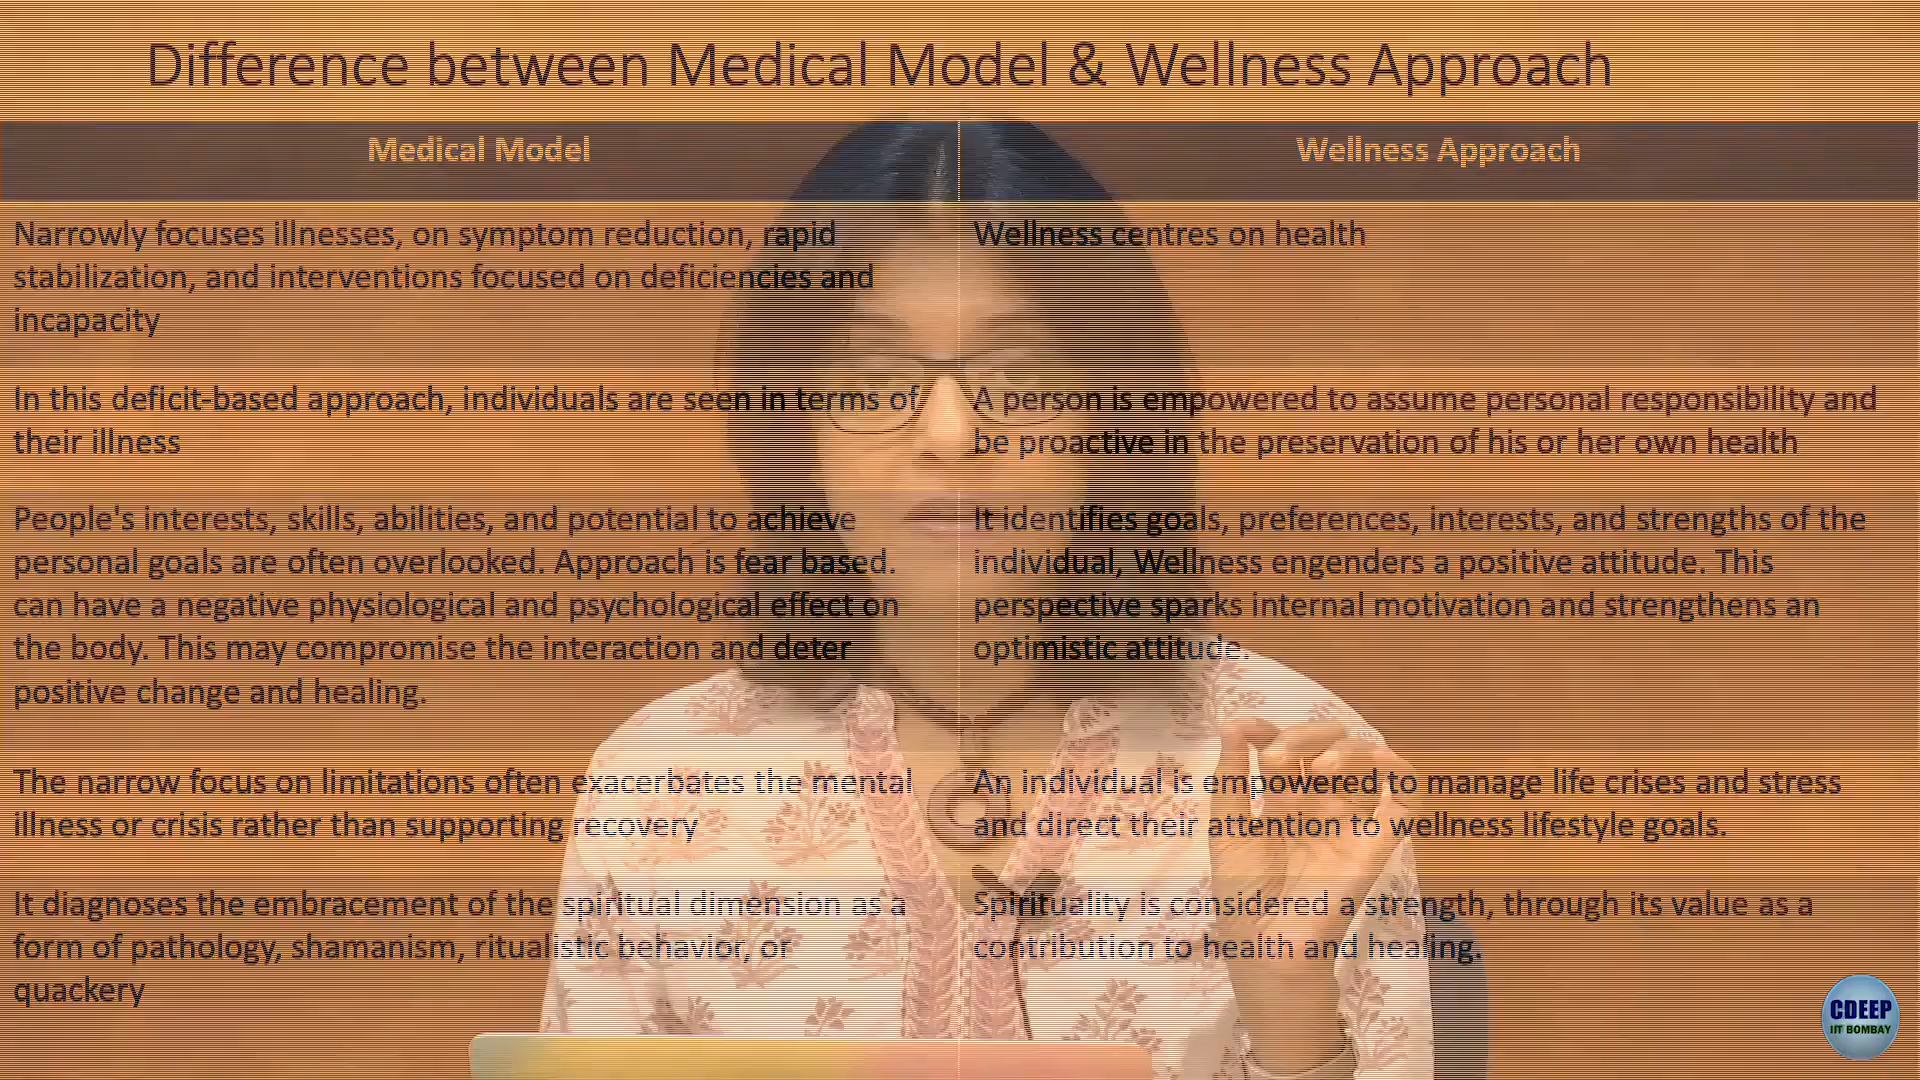 Difference between Medical Model & Wellness Approach
Medical Model
Wellness Approach
Narrowly focuses illnesses, on symptom reduction, rapid
stabilization, and interventions focused on deficiencies and
incapacity
Wellness centres on health
In this deficit-based approach, individuals are seen in terms of
their illness
A person is empowered to assume personal responsibility and
be proactive in the preservation of his or her own health
People's interests, skills, abilities, and potential to achieve
personal goals are often overlooked. Approach is fear based.
can have a negative physiological and psychological effect on
the body. This may compromise the interaction and deter
positive change and healing.
It identifies goals, preferences, interests, and strengths of the
individual, Wellness engenders a positive attitude. This
perspective sparks internal motivation and strengthens an
optimistic attitude.
The narrow focus on limitations often exacerbates the mental
illness or crisis rather than supporting recovery
An individual is empowered to manage life crises and stress
and direct their attention to wellness lifestyle goals.
It diagnoses the embracement of the spiritual dimension as a
form of pathology, shamanism, ritualistic behavior, or
quackery
Spirituality is considered a strength, through its value as a
contribution to health and healing.
CDEEP
IIT BOMBAY